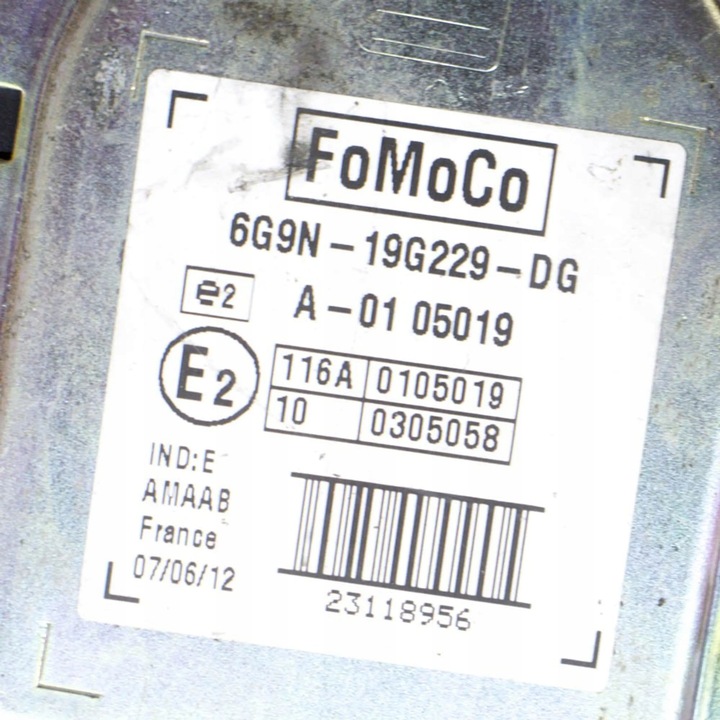 FoMoCo
6G9N-19G229-DG
e2
A-01 05019
E2
116A 0105019
10 0305058
IND:E
AMAAB
France
07/06/12
23118956